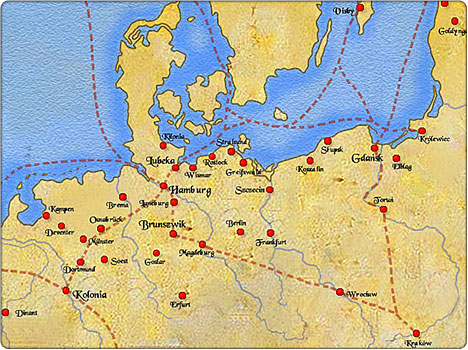 Visby
Goldynga
Kilonia
Lubeka
Wismar
Rostock
Stralsund
Greifswald
Słupsk
Koszalin
Gdańsk
Królewiec
Elbląg
Hamburg
Szczecin
Toruń
Kampen
Deventer
Brema
Luneburg
Osnabrück
Münster
Brunszwik
Berlin
Frankfurt
Magdeburg
Dortmund
Soest
Goslar
Kolonia
Erfurt
Dinant
Wrocław
Kraków